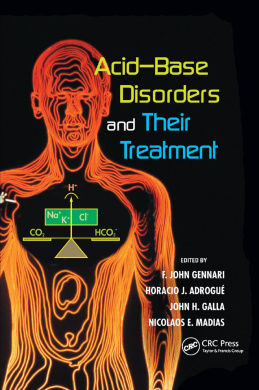 Acid–Base
Disorders
and Their
Treatment
H⁺
Na⁺ K⁺ Cl⁻
CO₂ HCO₃⁻
EDITED BY
F. JOHN GENNARI
HORACIO J. ADROGUÉ
JOHN H. GALLA
NICOLAOS E. MADIAS
CRC CRC Press
Taylor & Francis Group